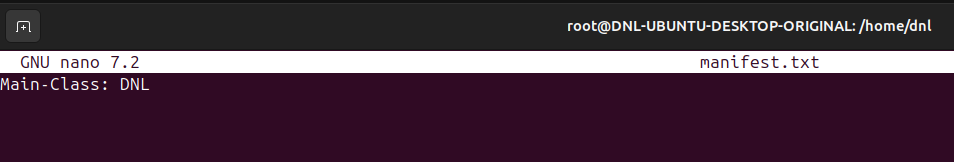 root@DNL-UBUNTU-DESKTOP-ORIGINAL: /home/dnl
GNU nano 7.2 manifest.txt
Main-Class: DNL